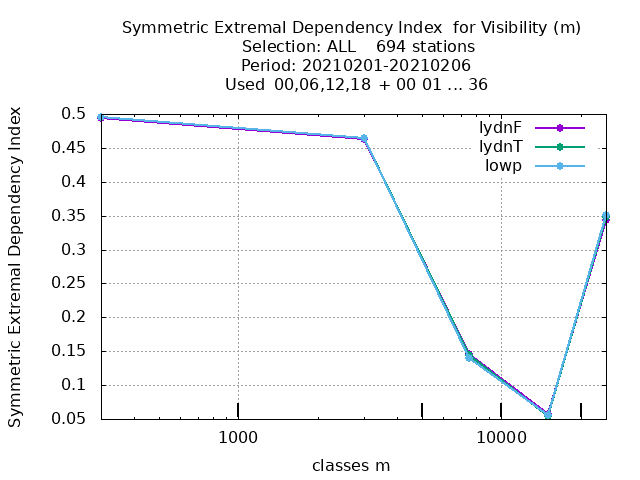 Symmetric Extremal Dependency Index  for Visibility (m)
Selection: ALL    694 stations
Period: 20210201-20210206
Used  00,06,12,18 + 00 01 ... 36
Symmetric Extremal Dependency Index
0.5
0.45
0.4
0.35
0.3
0.25
0.2
0.15
0.1
0.05
lydnF
lydnT
lowp
1000
10000
classes m